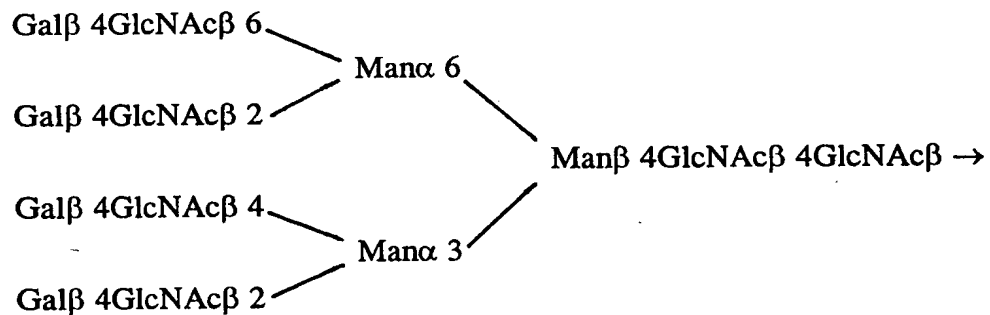 Galβ 4GlcNAcβ 6
Manα 6
Galβ 4GlcNAcβ 2
Manβ 4GlcNAcβ 4GlcNAcβ →
Galβ 4GlcNAcβ 4
Manα 3
Galβ 4GlcNAcβ 2